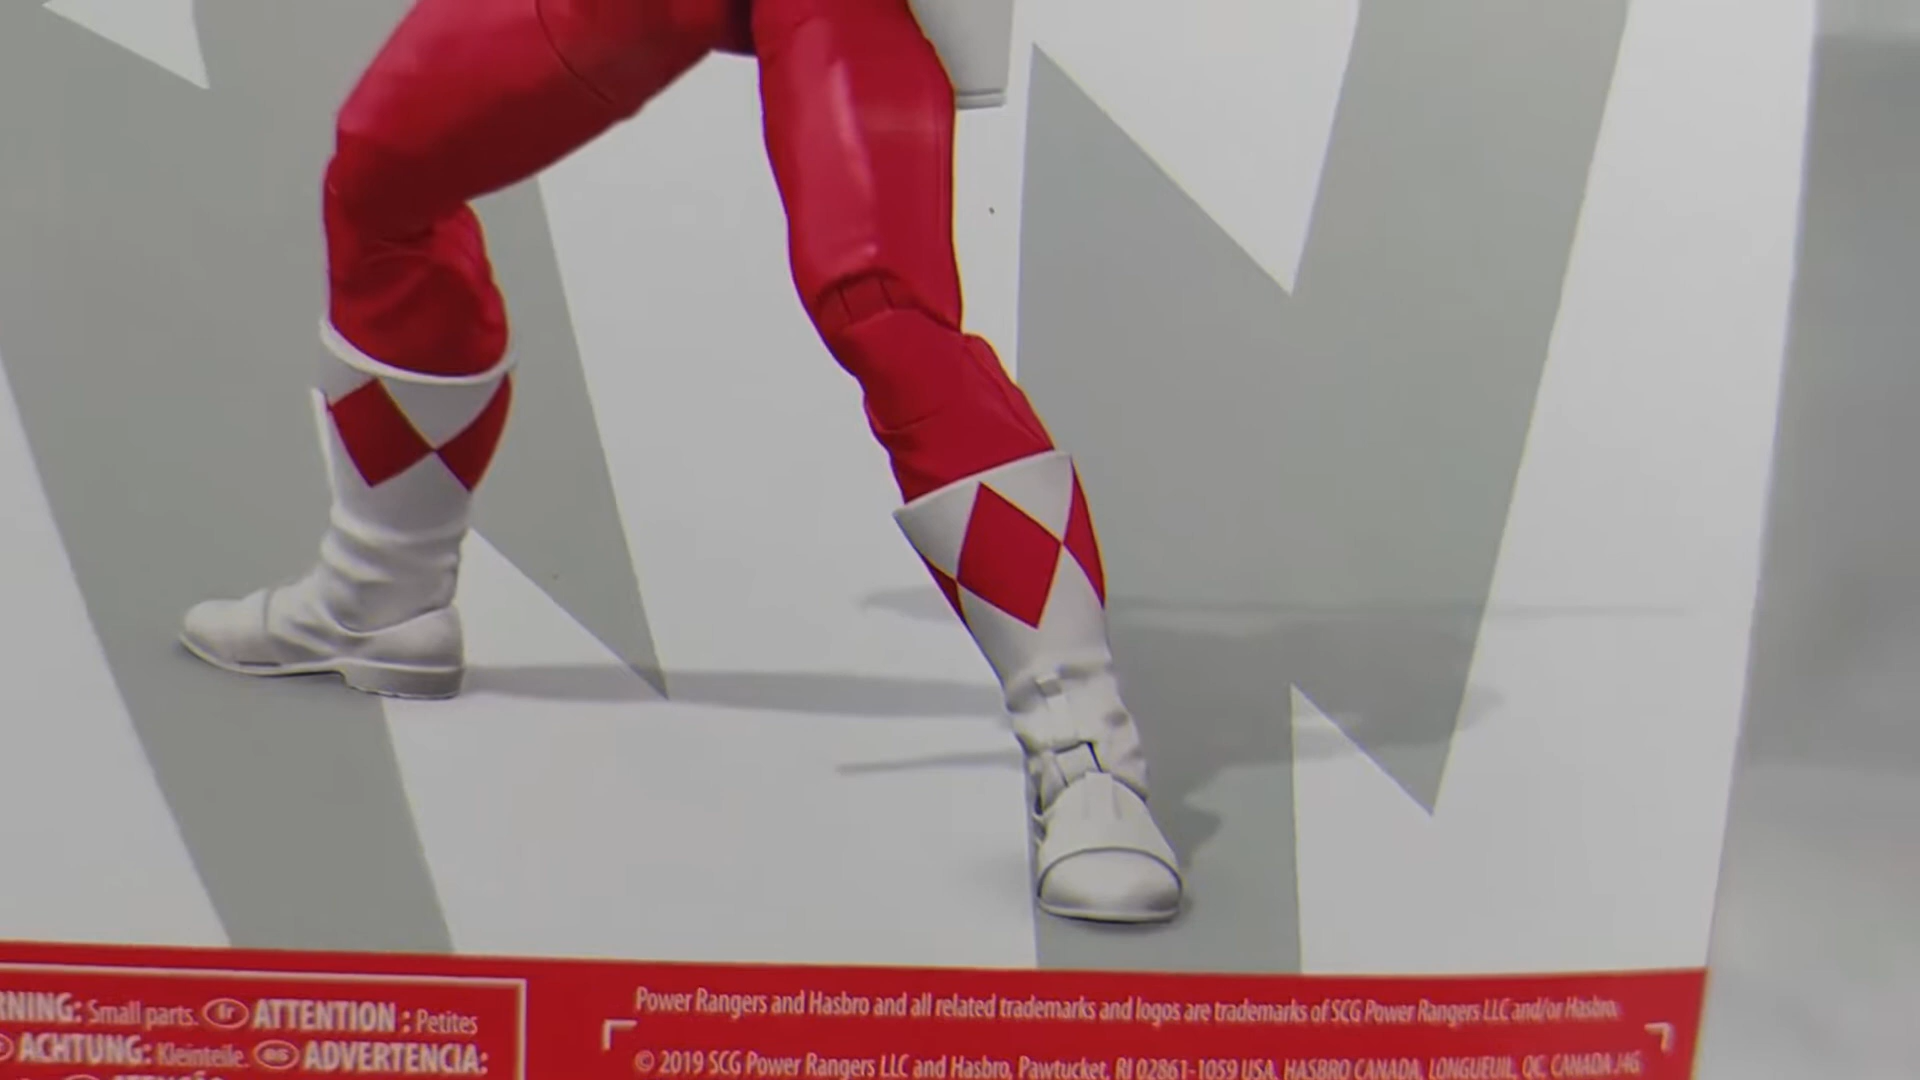 RNING: Small parts. fr ATTENTION : Petites
ACHTUNG: Kleinteile. es ADVERTENCIA:
Power Rangers and Hasbro and all related trademarks and logos are trademarks of SCG Power Rangers LLC and/or Hasbro.
© 2019 SCG Power Rangers LLC and Hasbro, Pawtucket, RI 02861-1059 USA. HASBRO CANADA, LONGUEUIL, QC, CANADA J4G